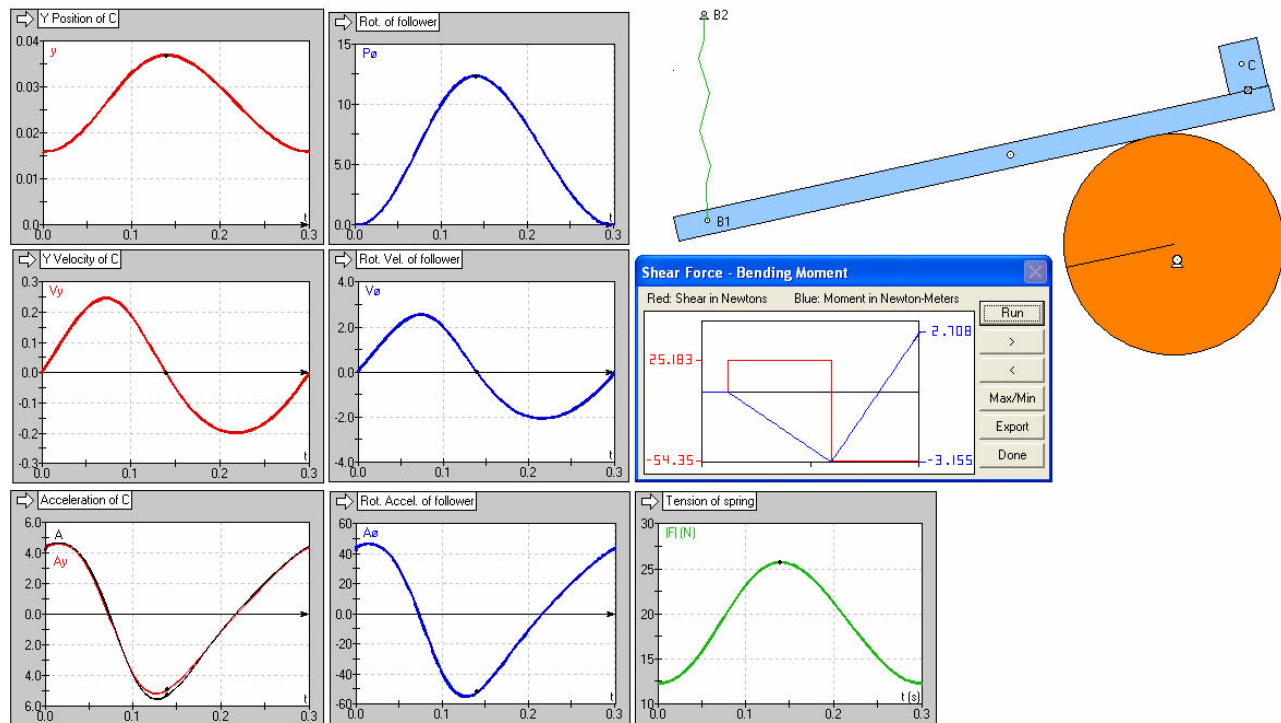 Y Position of C
y
0.04
0.03
0.02
0.01
0.0
0.0 0.1 0.2 0.3
t
Rot. of follower
Pø
15
10
5.0
0.0
0.0 0.1 0.2 0.3
t
B2
C
B1
Y Velocity of C
Vy
0.3
0.2
0.1
0.0
-0.1
-0.2
-0.3
0.0 0.1 0.2 0.3
t
Rot. Vel. of follower
Vø
4.0
2.0
0.0
-2.0
-4.0
0.0 0.1 0.2 0.3
t
Shear Force - Bending Moment
Red: Shear in Newtons Blue: Moment in Newton-Meters
25.183
-54.35
2.708
-3.155
Run
>
<
Max/Min
Export
Done
Acceleration of C
A
Ay
6.0
4.0
2.0
0.0
2.0
4.0
6.0
0.0 0.1 0.2 0.3
t
Rot. Accel. of follower
Aø
60
40
20
0.0
-20
-40
-60
0.0 0.1 0.2 0.3
t
Tension of spring
|F| (N)
30
25
20
15
10
0.0 0.1 0.2 0.3
t (s)